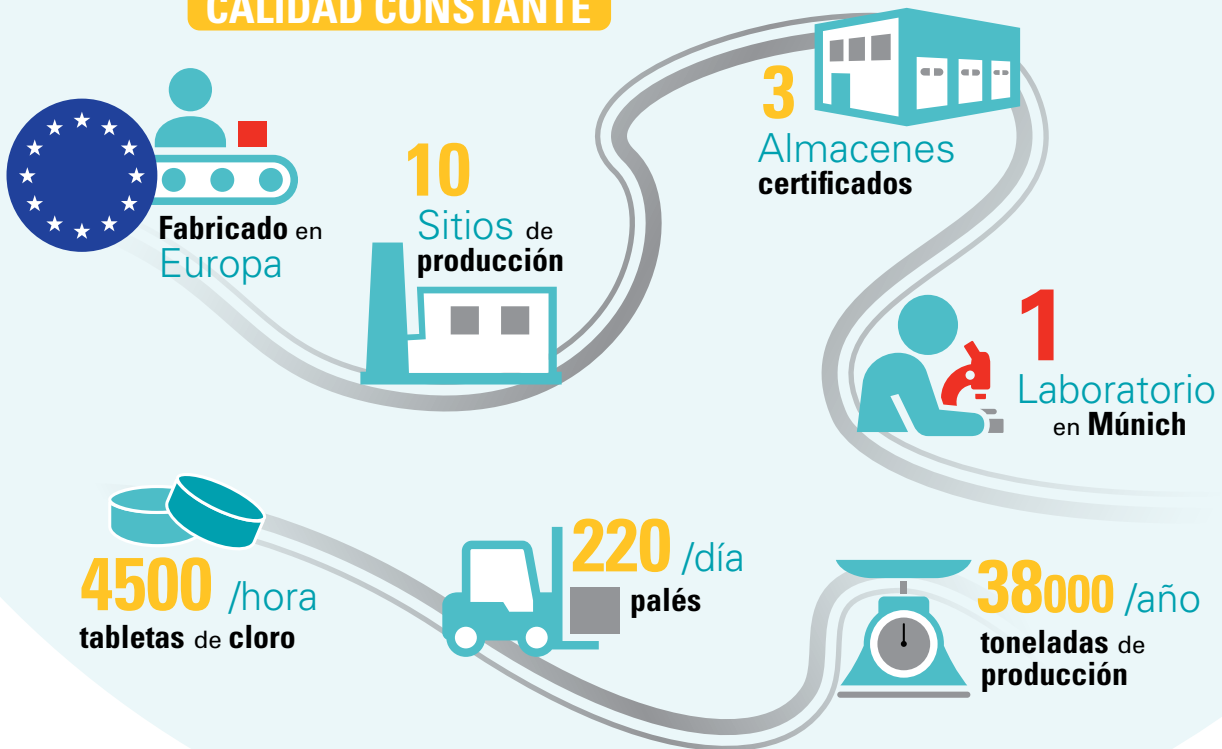 CALIDAD CONSTANTE
Fabricado en
Europa
10
Sitios de
producción
3
Almacenes
certificados
1
Laboratorio
en Múnich
4500 /hora
tabletas de cloro
220 /día
palés
38000 /año
toneladas de
producción